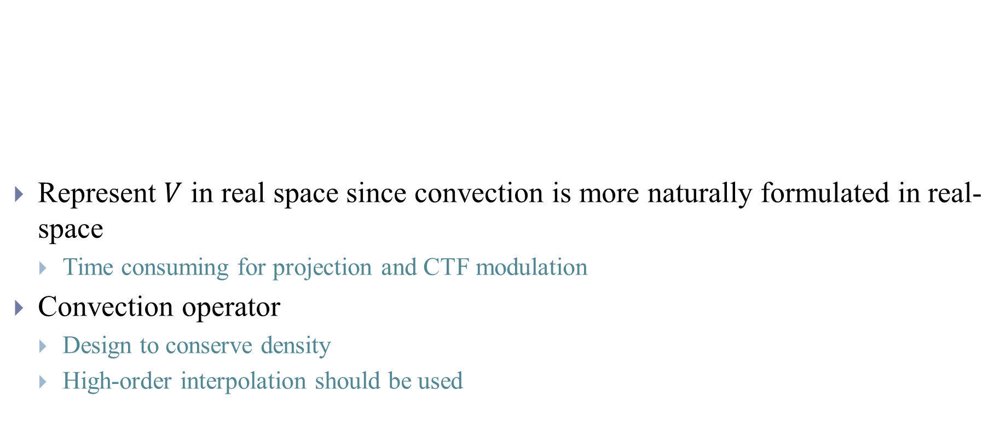 Represent V in real space since convection is more naturally formulated in real-
space
Time consuming for projection and CTF modulation
Convection operator
Design to conserve density
High-order interpolation should be used